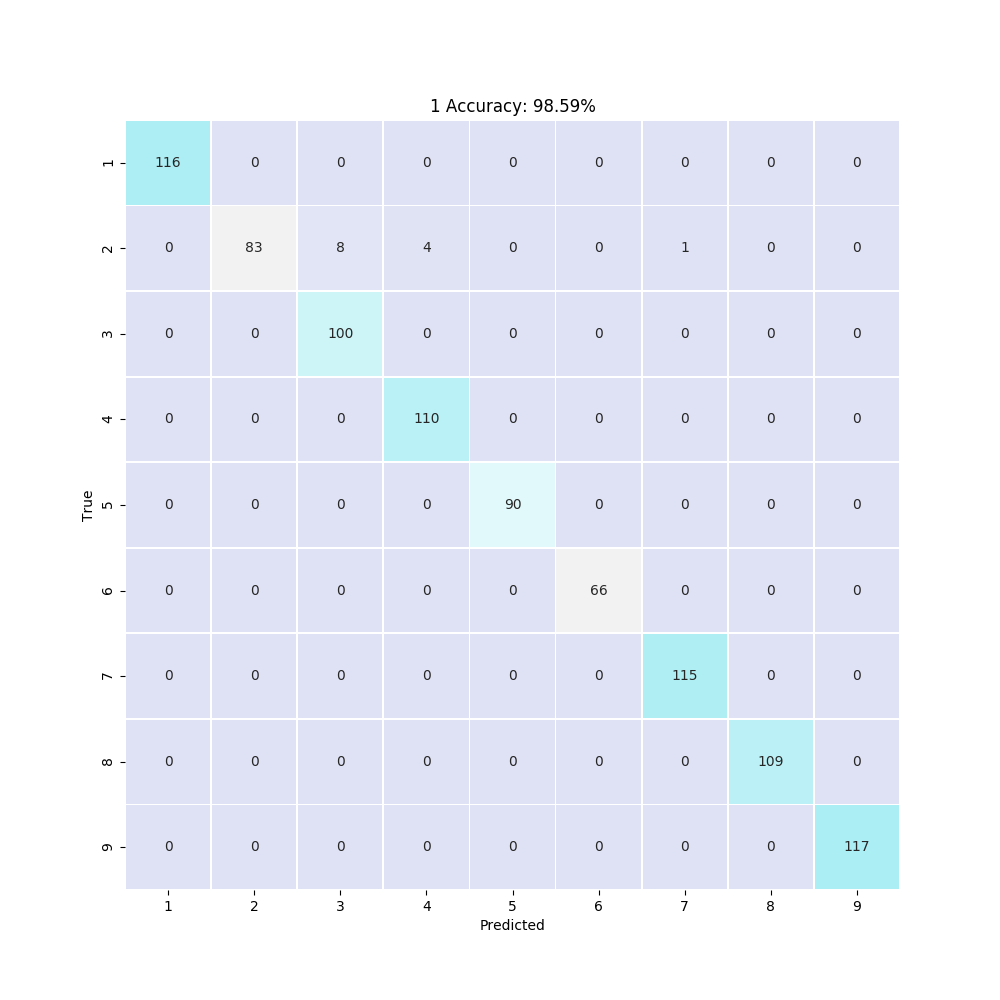 1 Accuracy: 98.59%
1 116 0 0 0 0 0 0 0 0
2 0 83 8 4 0 0 1 0 0
3 0 0 100 0 0 0 0 0 0
4 0 0 0 110 0 0 0 0 0
True
5 0 0 0 0 90 0 0 0 0
6 0 0 0 0 0 66 0 0 0
7 0 0 0 0 0 0 115 0 0
8 0 0 0 0 0 0 0 109 0
9 0 0 0 0 0 0 0 0 117
1 2 3 4 5 6 7 8 9
Predicted